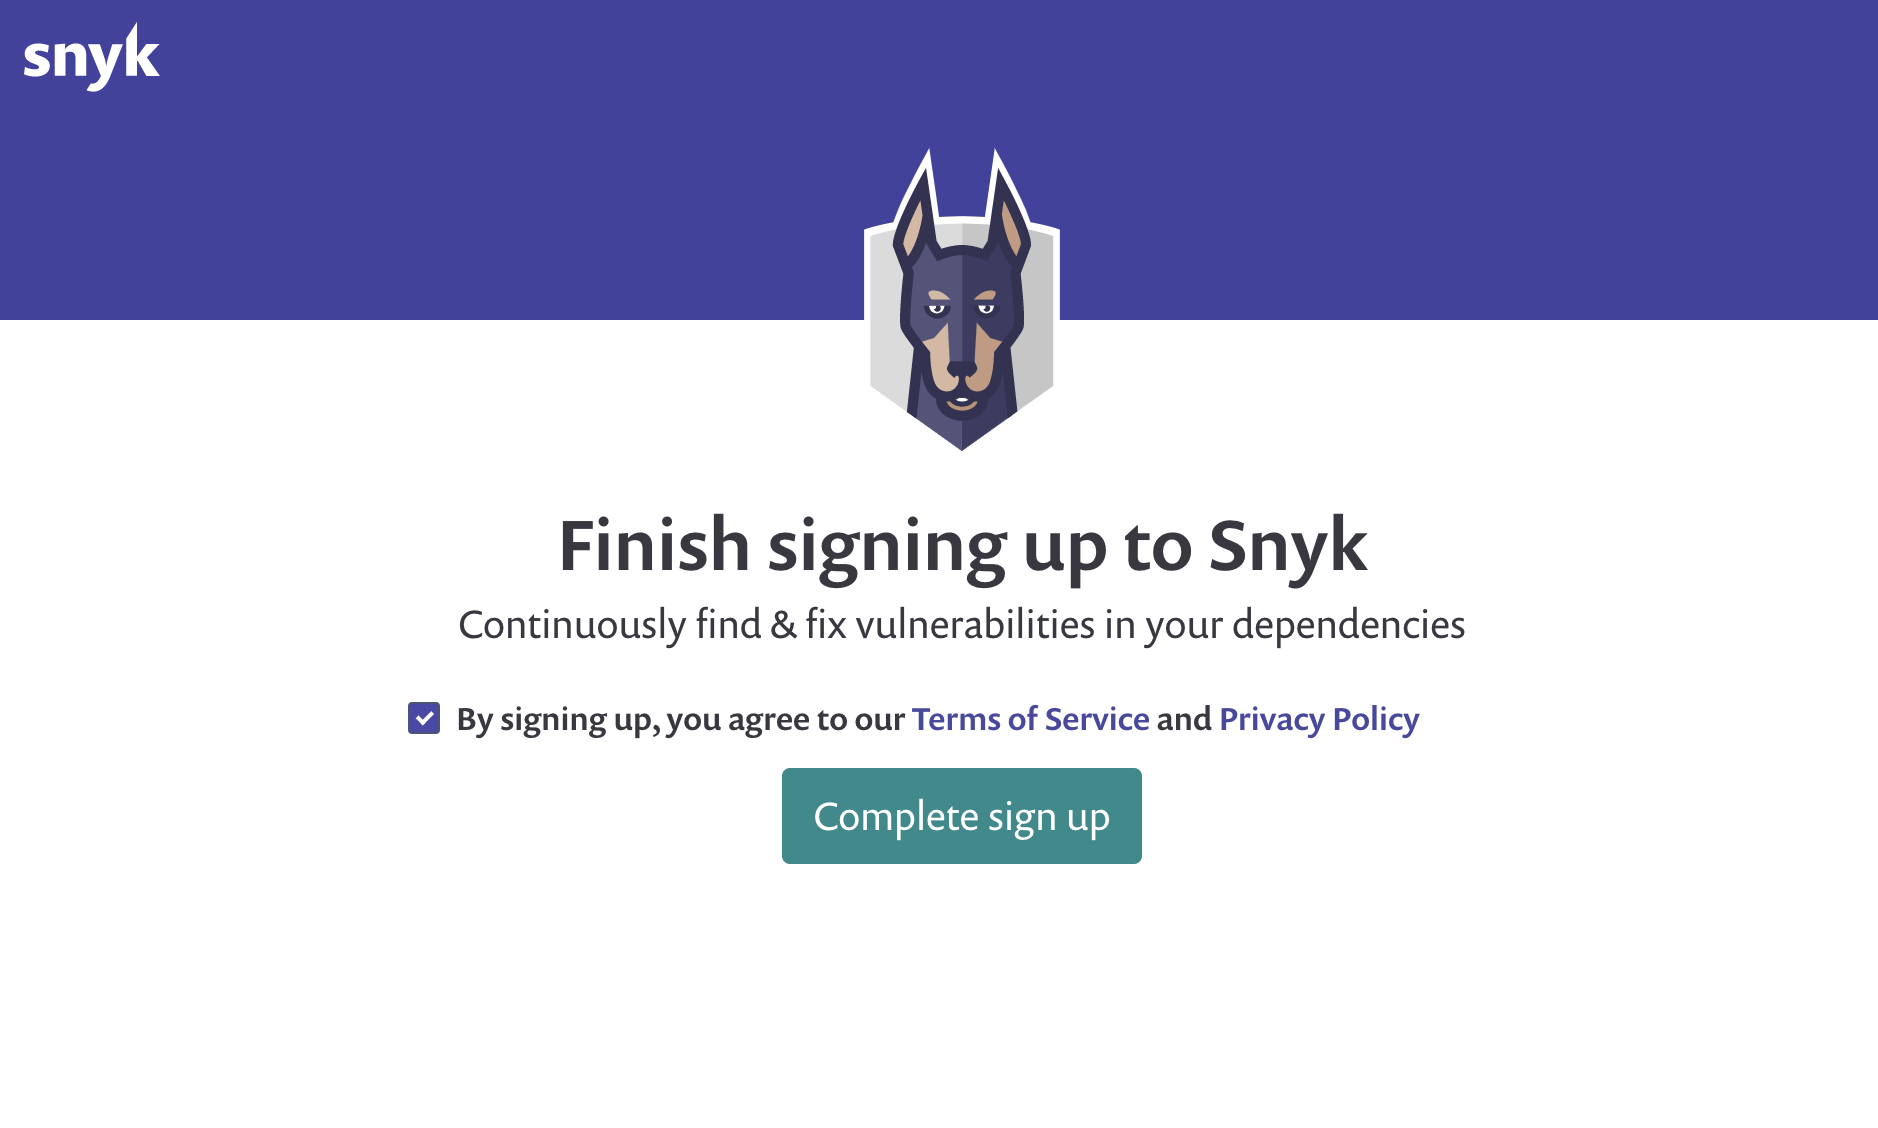 snyk
Finish signing up to Snyk
Continuously find & fix vulnerabilities in your dependencies
By signing up, you agree to our Terms of Service and Privacy Policy
Complete sign up